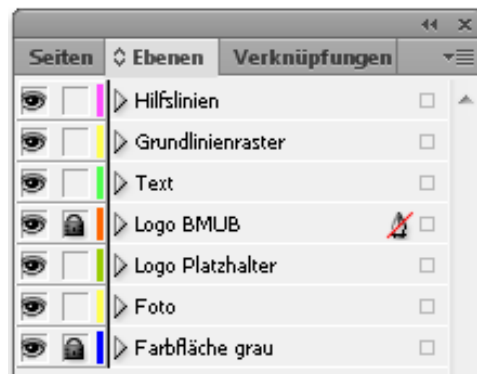 Seiten Ebenen Verknüpfungen
Hilfslinien
Grundlinienraster
Text
Logo BMUB
Logo Platzhalter
Foto
Farbfläche grau